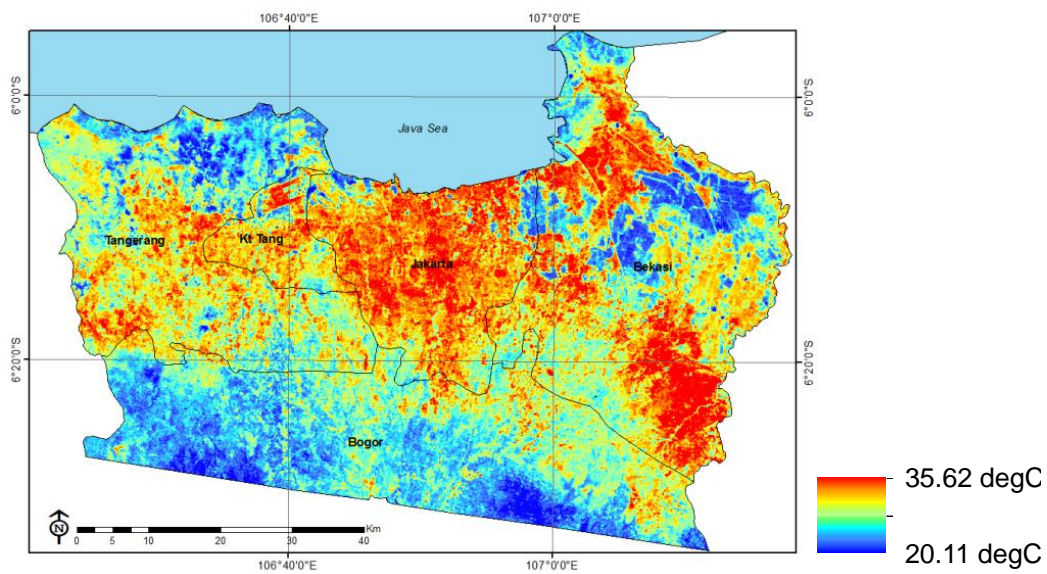 106°40'0"E 107°0'0"E
6°0'0"S 6°0'0"S
Java Sea
Tangerang Kt Tang Jakarta Bekasi
6°20'0"S 6°20'0"S
Bogor
35.62 degC
N
Km
0 5 10 20 30 40
20.11 degC
106°40'0"E 107°0'0"E